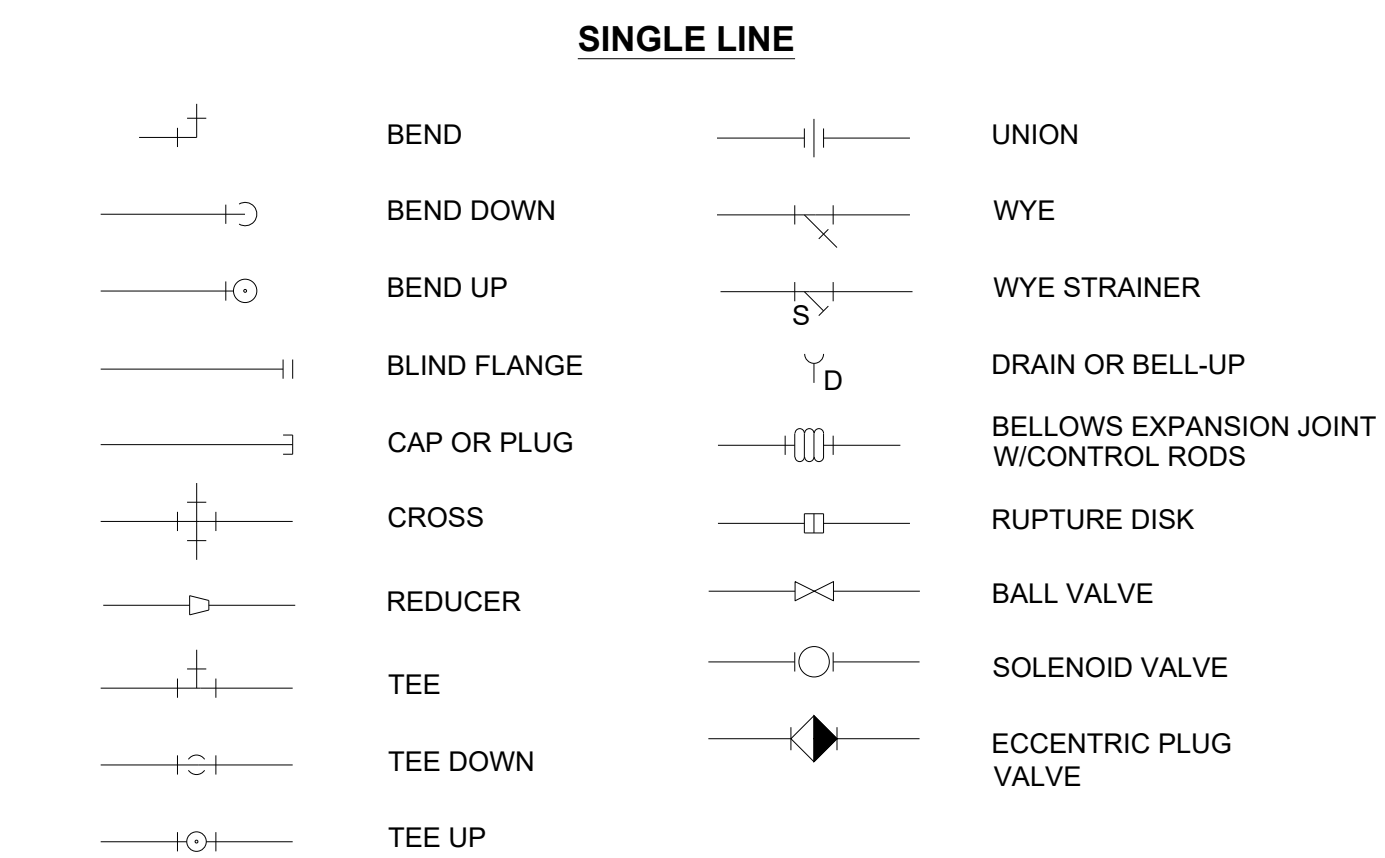 SINGLE LINE
BEND
BEND DOWN
BEND UP
BLIND FLANGE
CAP OR PLUG
CROSS
REDUCER
TEE
TEE DOWN
TEE UP
UNION
WYE
S
WYE STRAINER
D
DRAIN OR BELL-UP
BELLOWS EXPANSION JOINT
W/CONTROL RODS
RUPTURE DISK
BALL VALVE
SOLENOID VALVE
ECCENTRIC PLUG
VALVE